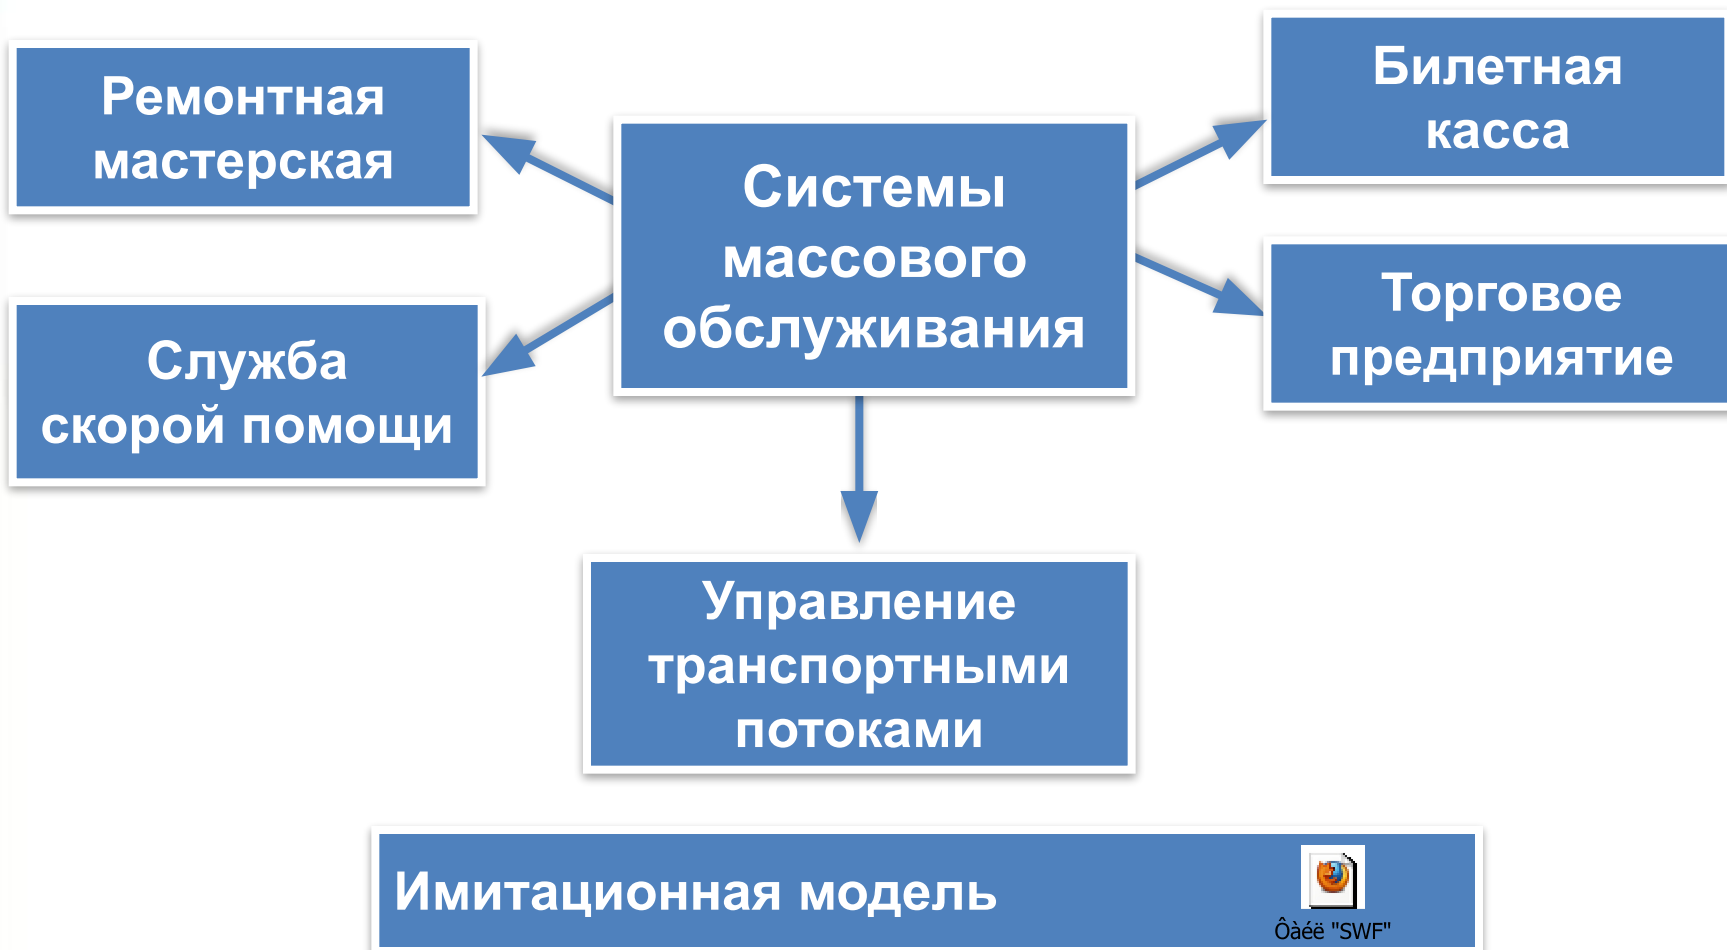 Ремонтная
мастерская
Служба
скорой помощи
Системы
массового
обслуживания
Билетная
касса
Торговое
предприятие
Управление
транспортными
потоками
Имитационная модель
Ôàéë "SWF"